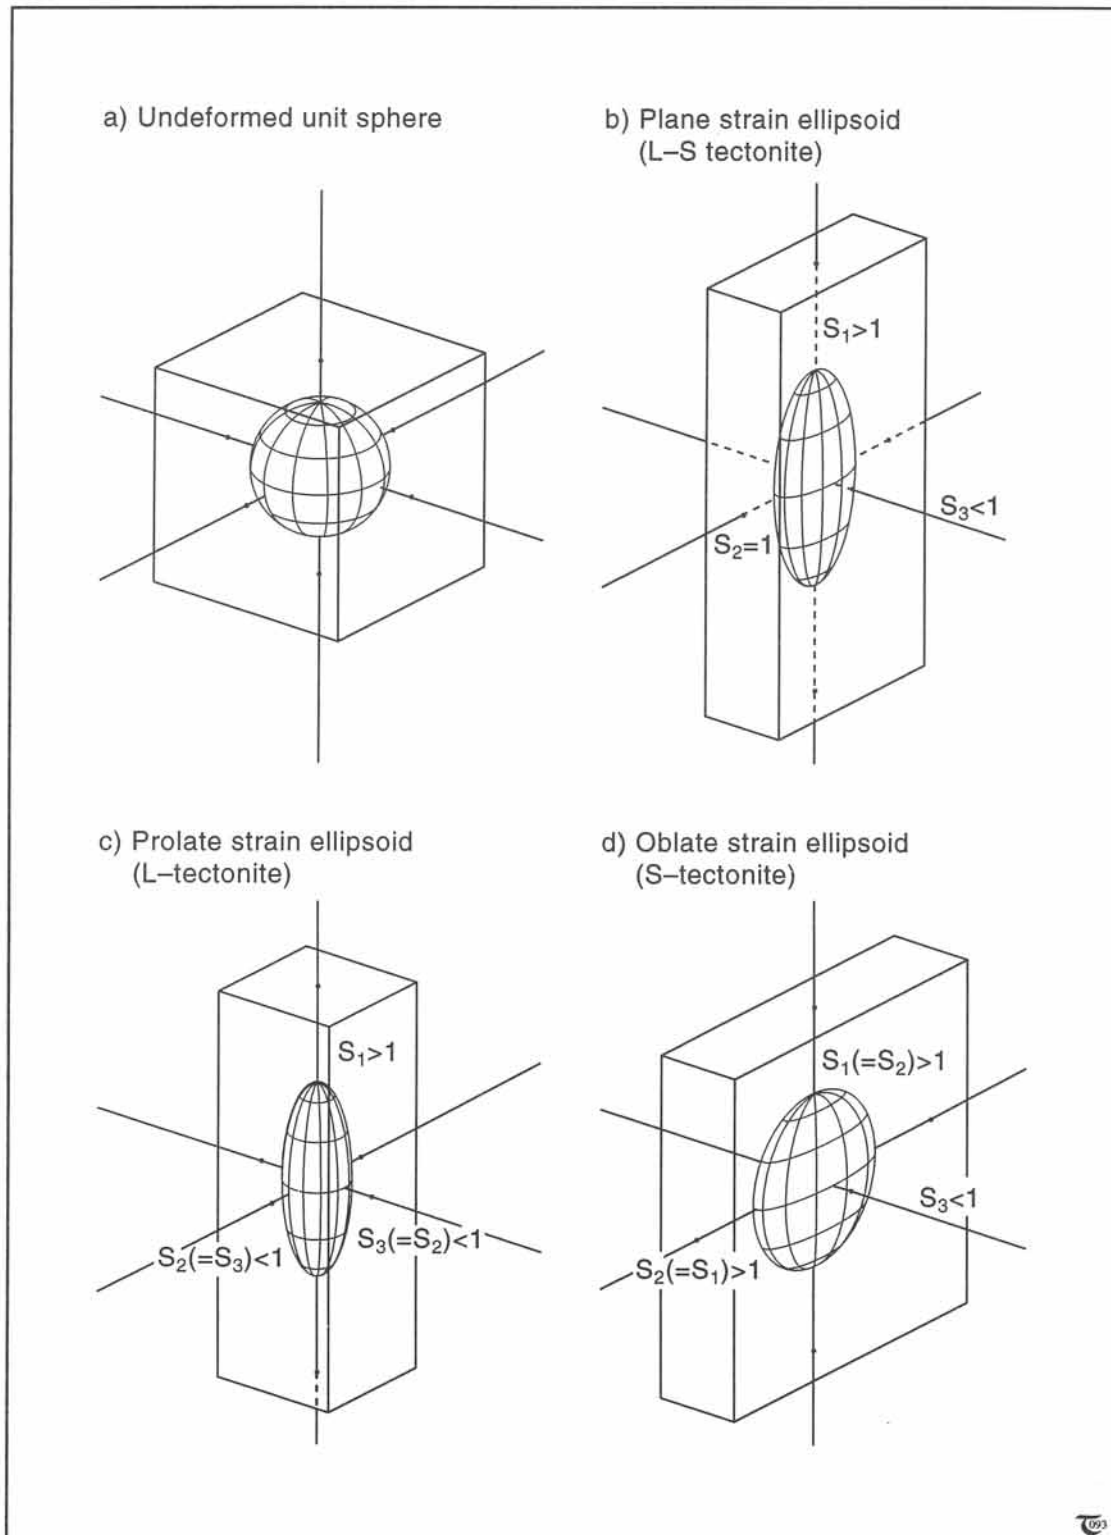 a) Undeformed unit sphere
b) Plane strain ellipsoid
(L–S tectonite)
S₁>1
S₃<1
S₂=1
c) Prolate strain ellipsoid
(L–tectonite)
S₁>1
S₃(=S₂)<1
S₂(=S₃)<1
d) Oblate strain ellipsoid
(S–tectonite)
S₁(=S₂)>1
S₃<1
S₂(=S₁)>1